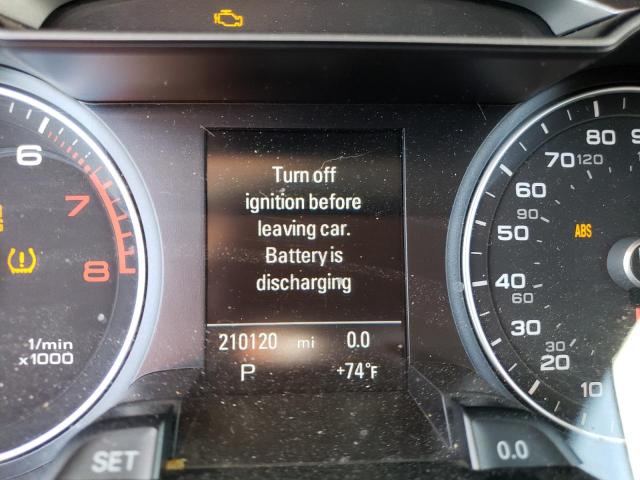 Turn off
ignition before
leaving car.
Battery is
discharging
210120 mi 0.0
P +74°F
6
7
8
1/min
x1000
90
80
70 120
60
90
50
ABS
40
60
30
30
20
10
SET
0.0